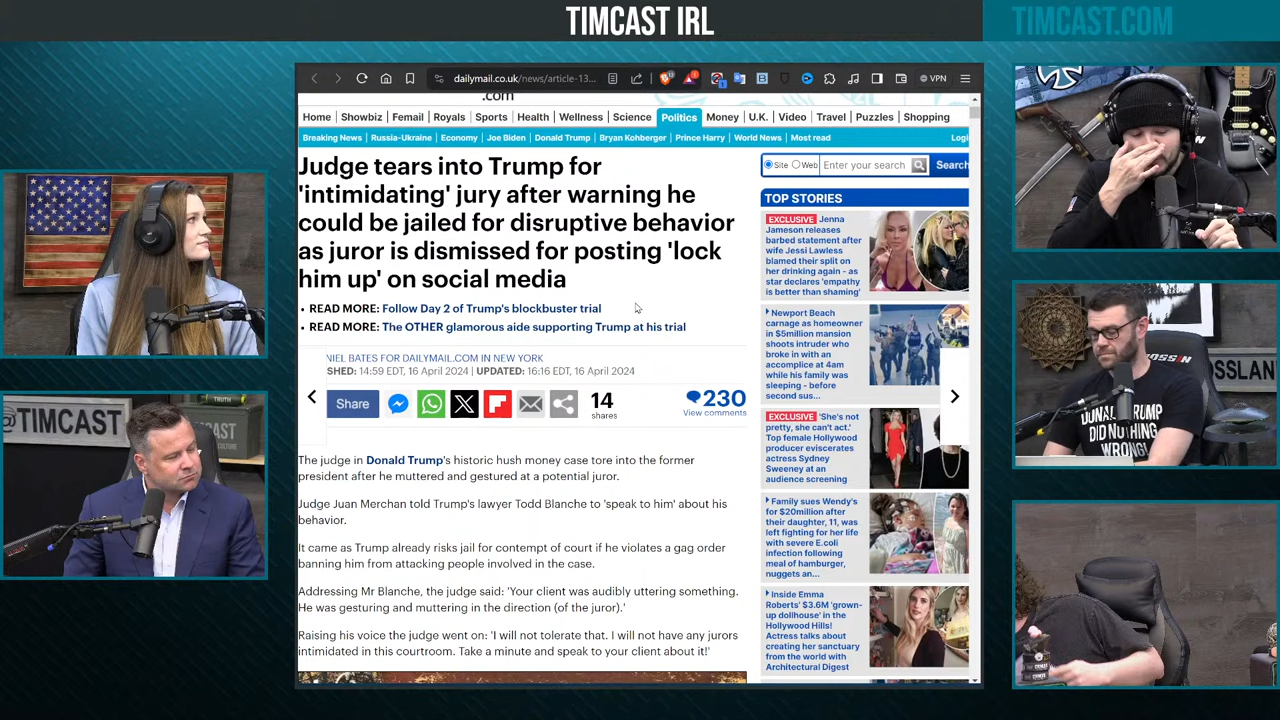 TIMCAST IRL
TIMCAST.COM
dailymail.co.uk/news/article-13...
VPN
.com
Home Showbiz Femail Royals Sports Health Wellness Science Politics Money U.K. Video Travel Puzzles Shopping
Breaking News Russia-Ukraine Economy Joe Biden Donald Trump Bryan Kohberger Prince Harry World News Most read Logi
Judge tears into Trump for
'intimidating' jury after warning he
could be jailed for disruptive behavior
as juror is dismissed for posting 'lock
him up' on social media
• READ MORE: Follow Day 2 of Trump's blockbuster trial
• READ MORE: The OTHER glamorous aide supporting Trump at his trial
NIEL BATES FOR DAILYMAIL.COM IN NEW YORK
SHED: 14:59 EDT, 16 April 2024 | UPDATED: 16:16 EDT, 16 April 2024
Share
14
shares
230
View comments
The judge in Donald Trump's historic hush money case tore into the former
president after he muttered and gestured at a potential juror.
Judge Juan Merchan told Trump's lawyer Todd Blanche to 'speak to him' about his
behavior.
It came as Trump already risks jail for contempt of court if he violates a gag order
banning him from attacking people involved in the case.
Addressing Mr Blanche, the judge said: 'Your client was audibly uttering something.
He was gesturing and muttering in the direction (of the juror).'
Raising his voice the judge went on: 'I will not tolerate that. I will not have any jurors
intimidated in this courtroom. Take a minute and speak to your client about it!'
Site Web Enter your search Search
TOP STORIES
EXCLUSIVE Jenna
Jameson releases
barbed statement after
wife Jessi Lawless
blamed their split on
her drinking again - as
star declares 'empathy
is better than shaming'
Newport Beach
carnage as homeowner
in $5million mansion
shoots intruder who
broke in with an
accomplice at 4am
while his family was
sleeping - before
second sus...
EXCLUSIVE 'She's not
pretty, she can't act.'
Top female Hollywood
producer eviscerates
actress Sydney
Sweeney at an
audience screening
Family sues Wendy's
for $20million after
their daughter, 11, was
left fighting for her life
with severe E.coli
infection following
meal of hamburger,
nuggets an...
Inside Emma
Roberts' $3.6M 'grown-
up dollhouse' in the
Hollywood Hills!
Actress talks about
creating her sanctuary
from the world with
Architectural Digest
@TIMCAST
TRUTH
CAST
CULTURE
OSSIN
OSSLAN
DONALD TRUMP
DID NOTHING
WRONG!